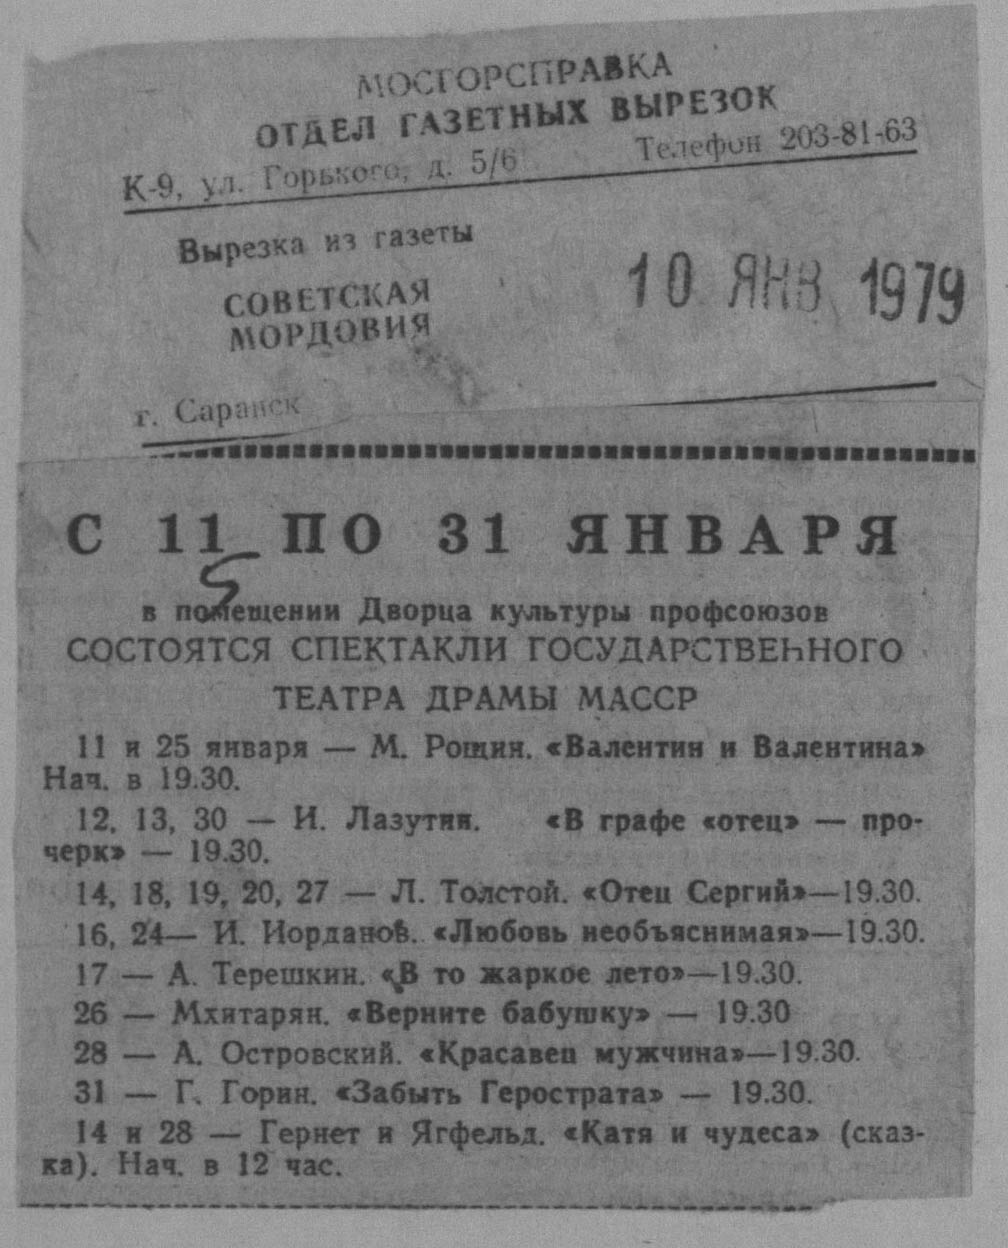 МОСГОРСПРАВКА
ОТДЕЛ ГАЗЕТНЫХ ВЫРЕЗОК
К-9, ул. Горького, д. 5/6 Телефон 203-81-63
Вырезка из газеты
СОВЕТСКАЯ
МОРДОВИЯ
10 ЯНВ 1979
г. Саранск
С 11 ПО 31 ЯНВАРЯ
5
в помещении Дворца культуры профсоюзов
СОСТОЯТСЯ СПЕКТАКЛИ ГОСУДАРСТВЕННОГО
ТЕАТРА ДРАМЫ МАССР
11 и 25 января — М. Рощин. «Валентин и Валентина»
Нач. в 19.30.
12, 13, 30 — И. Лазутин. «В графе «отец» — про-
черк» — 19.30.
14, 18, 19, 20, 27 — Л. Толстой. «Отец Сергий»—19.30.
16, 24— И. Иорданов. «Любовь необъяснимая»—19.30.
17 — А. Терешкин. «В то жаркое лето»—19.30.
26 — Мхитарян. «Верните бабушку» — 19.30
28 — А. Островский. «Красавец мужчина»—19.30.
31 — Г. Горин. «Забыть Герострата» — 19.30.
14 и 28 — Гернет и Ягфельд. «Катя и чудеса» (сказ-
ка). Нач. в 12 час.